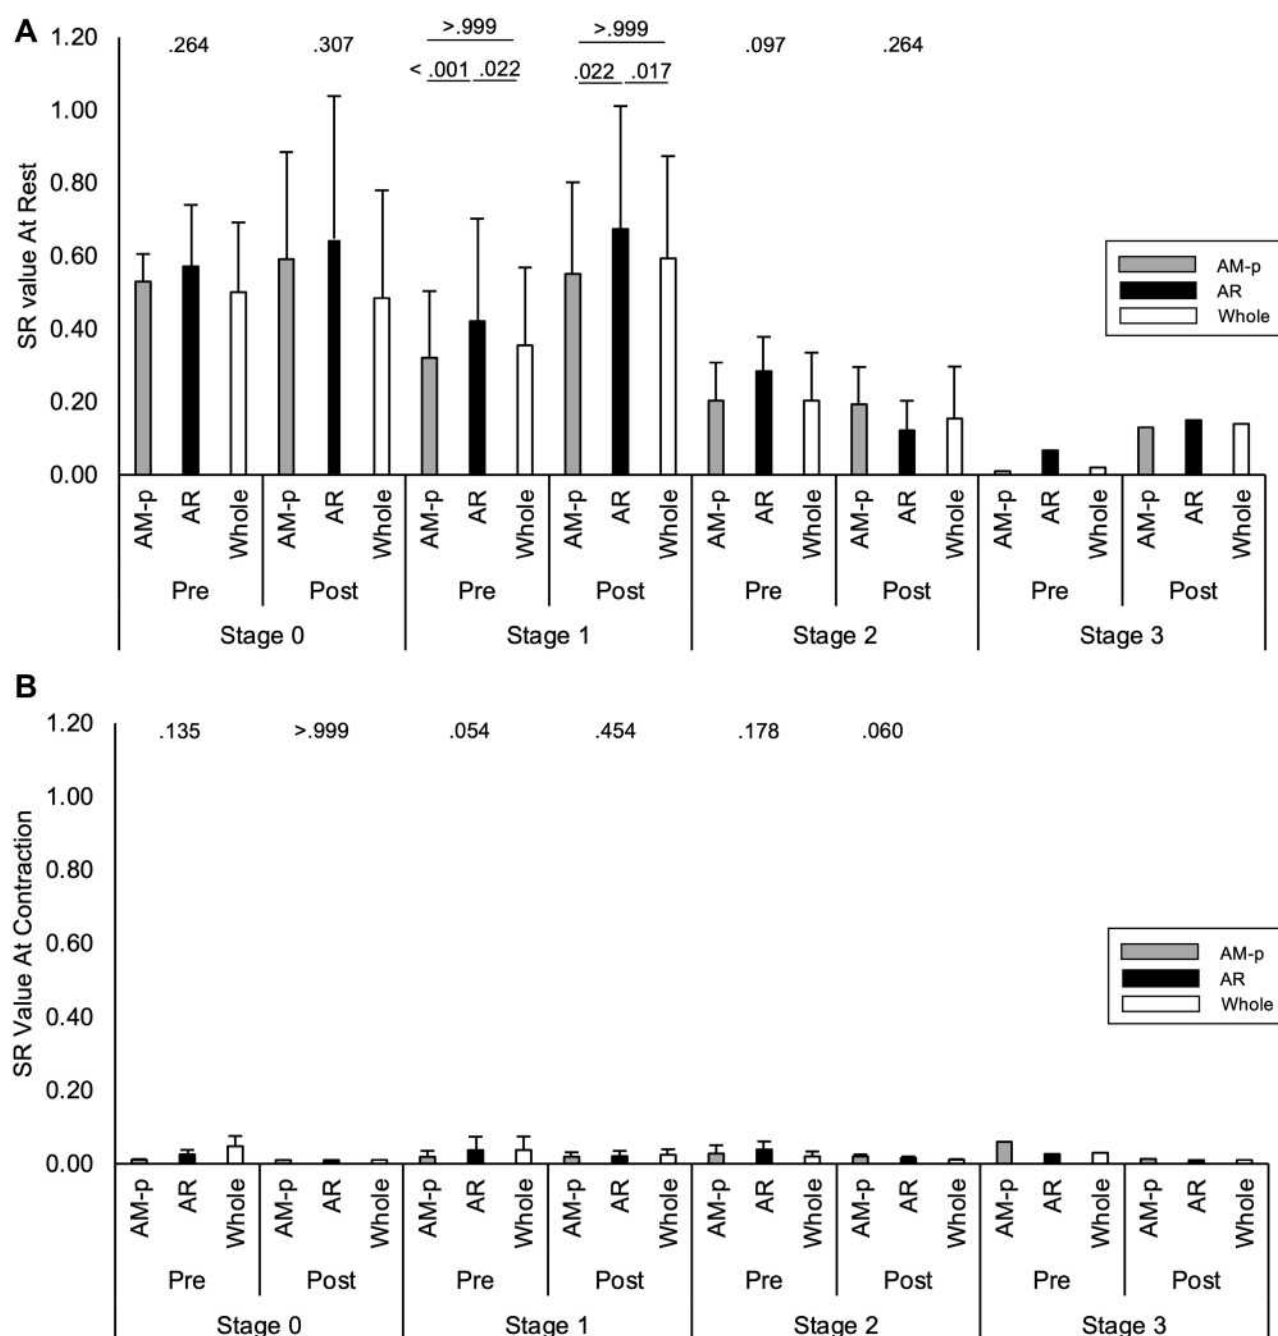 A
1.20 .264 .307 >.999 >.999 .097 .264
< .001 .022 .022 .017
1.00
0.80
0.60
0.40
0.20
0.00
SR value At Rest
AM-p
AR
Whole
AM-p AR Whole AM-p AR Whole AM-p AR Whole AM-p AR Whole AM-p AR Whole AM-p AR Whole AM-p AR Whole AM-p AR Whole
Pre Post Pre Post Pre Post Pre Post
Stage 0 Stage 1 Stage 2 Stage 3
B
1.20 .135 >.999 .054 .454 .178 .060
1.00
0.80
0.60
0.40
0.20
0.00
SR Value At Contraction
AM-p
AR
Whole
AM-p AR Whole AM-p AR Whole AM-p AR Whole AM-p AR Whole AM-p AR Whole AM-p AR Whole AM-p AR Whole AM-p AR Whole
Pre Post Pre Post Pre Post Pre Post
Stage 0 Stage 1 Stage 2 Stage 3